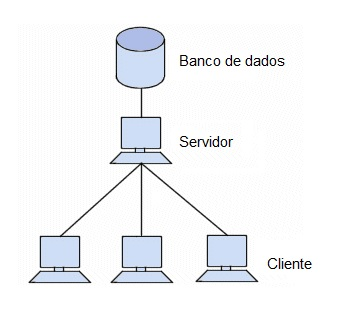 Banco de dados
Servidor
Cliente